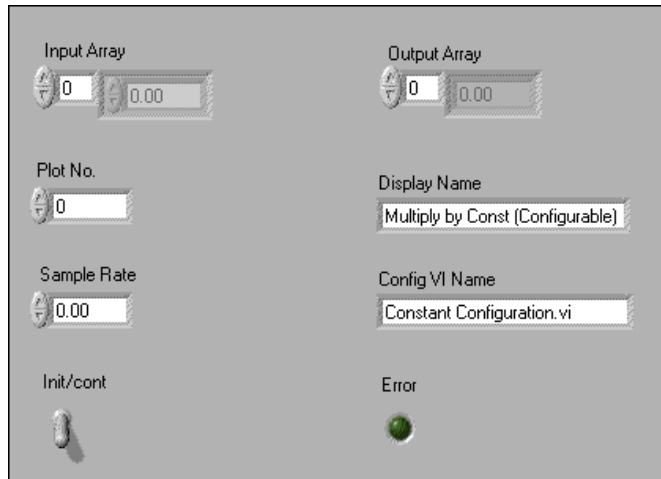 Input Array
0
0.00
Output Array
0
0.00
Plot No.
0
Display Name
Multiply by Const (Configurable)
Sample Rate
0.00
Config VI Name
Constant Configuration.vi
Init/cont
Error